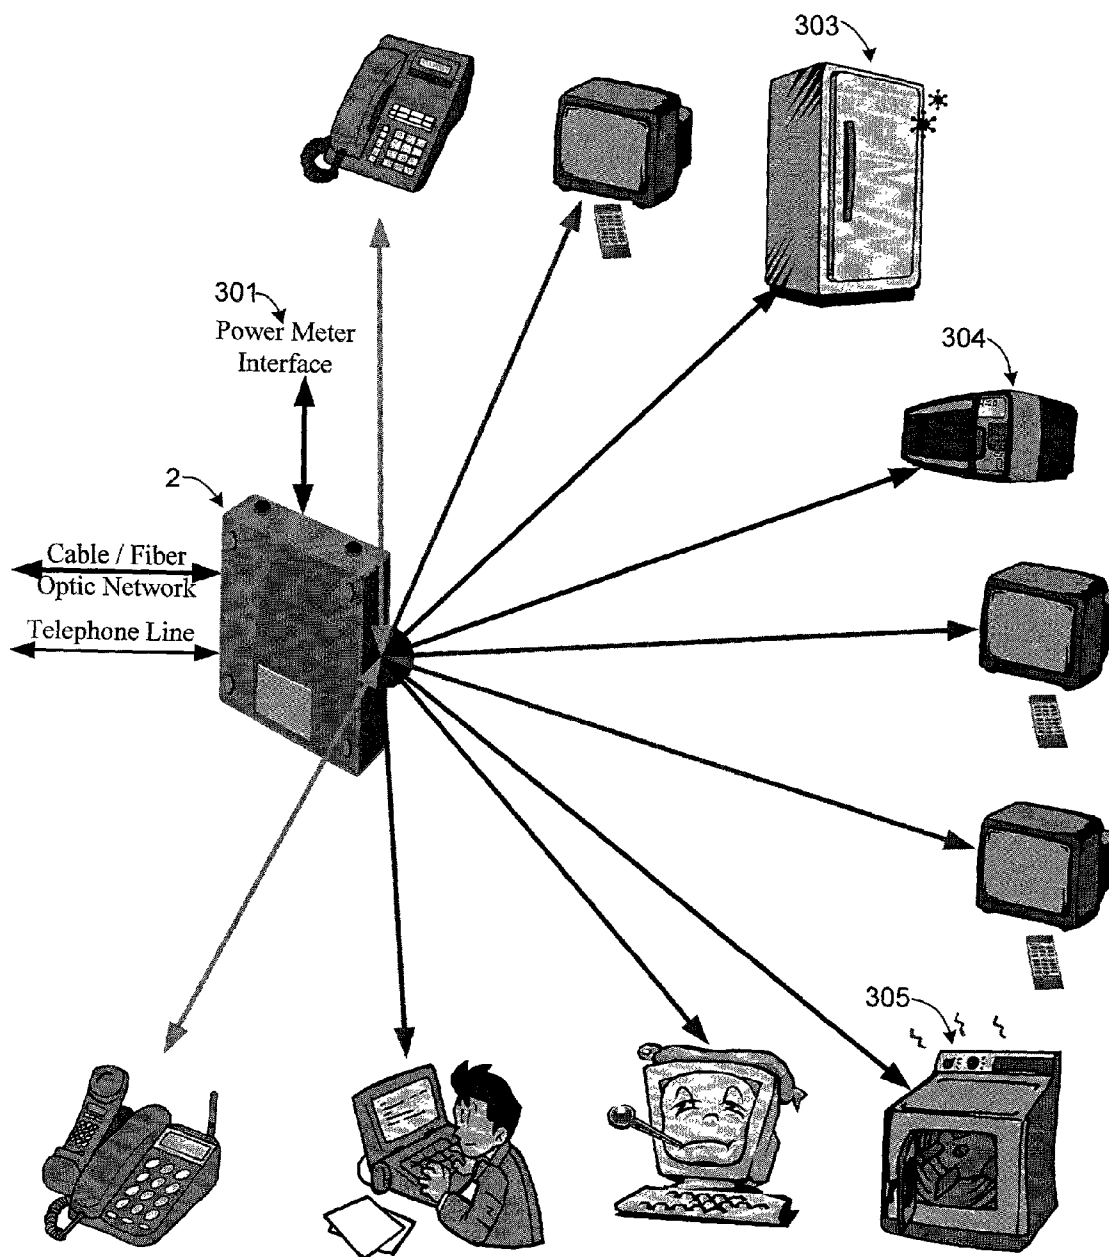 303
301
Power Meter
Interface
304
2
Cable / Fiber
Optic Network
Telephone Line
305